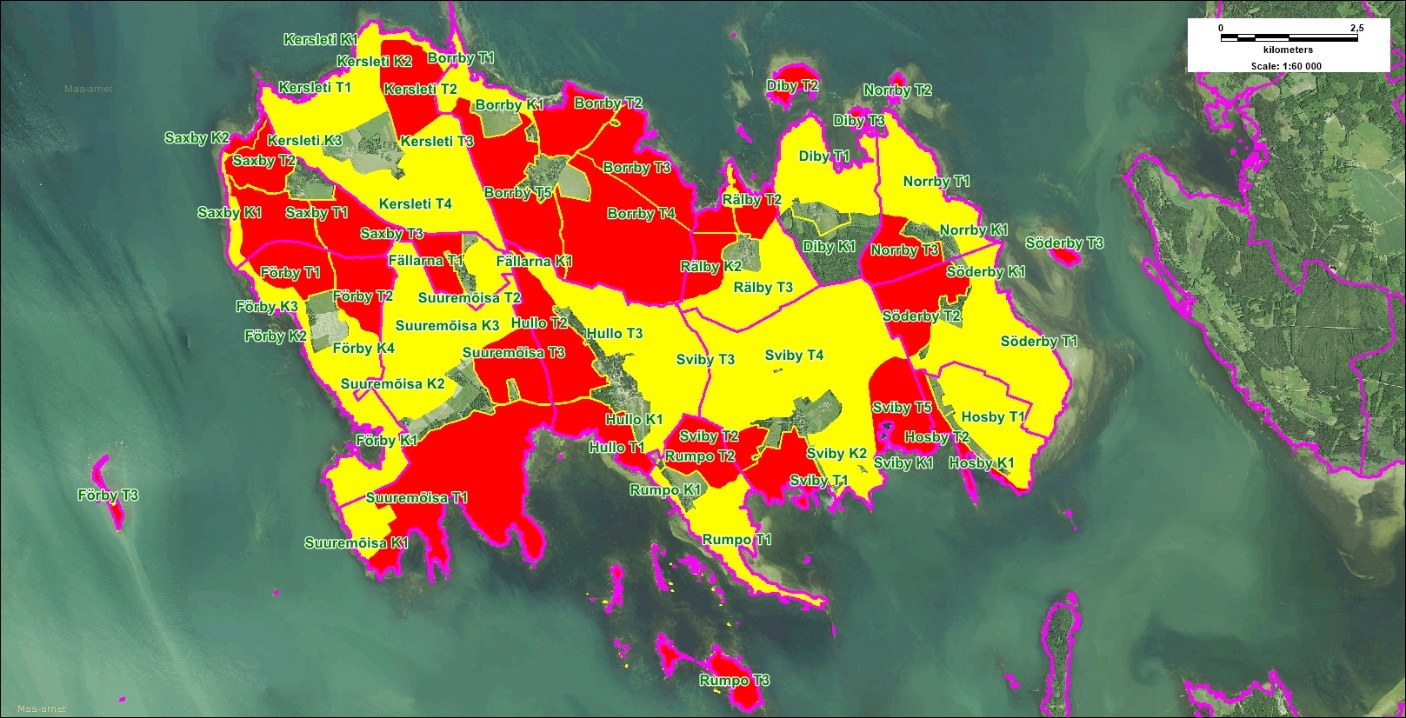 0 2,5
kilometers
Scale: 1:60 000
Maa-amet
Kersleti K1
Kersleti K2
Borrby T1
Kersleti T1
Kersleti T2
Diby T2
Norrby T2
Borrby K1
Borrby T2
Diby T3
Saxby K2
Kersleti K3
Kersleti T3
Saxby T2
Diby T1
Borrby T3
Norrby T1
Borrby T5
Rälby T2
Kersleti T4
Saxby K1
Saxby T1
Borrby T4
Saxby T3
Norrby K1
Diby K1
Norrby T3
Söderby T3
Fällarna T1
Fällarna K1
Rälby K2
Förby T1
Söderby K1
Rälby T3
Förby T2
Suuremõisa T2
Förby K3
Söderby T2
Suuremõisa K3
Hullo T2
Hullo T3
Förby K2
Söderby T1
Förby K4
Suuremõisa T3
Sviby T3
Sviby T4
Suuremõisa K2
Sviby T5
Hosby T1
Hullo K1
Förby K1
Sviby T2
Hosby T2
Hullo T1
Rumpo T2
Sviby K2
Sviby K1
Hosby K1
Sviby T1
Rumpo K1
Förby T3
Suuremõisa T1
Rumpo T1
Suuremõisa K1
Rumpo T3
Maa-amet